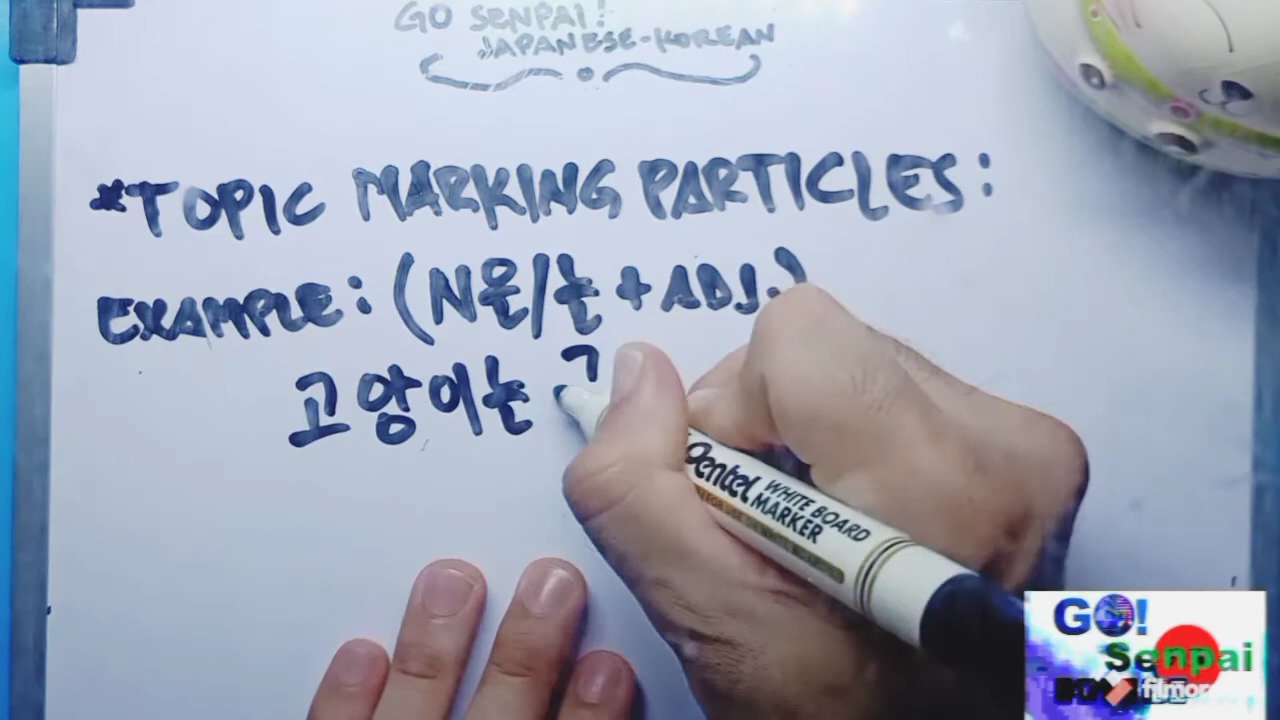 GO SENPAI!
JAPANESE-KOREAN
*TOPIC MARKING PARTICLES:
EXAMPLE: (N은/는 + ADJ.)
고양이는 ㄱ
Pentel WHITE BOARD
MARKER
GO!
Senpai
filmor